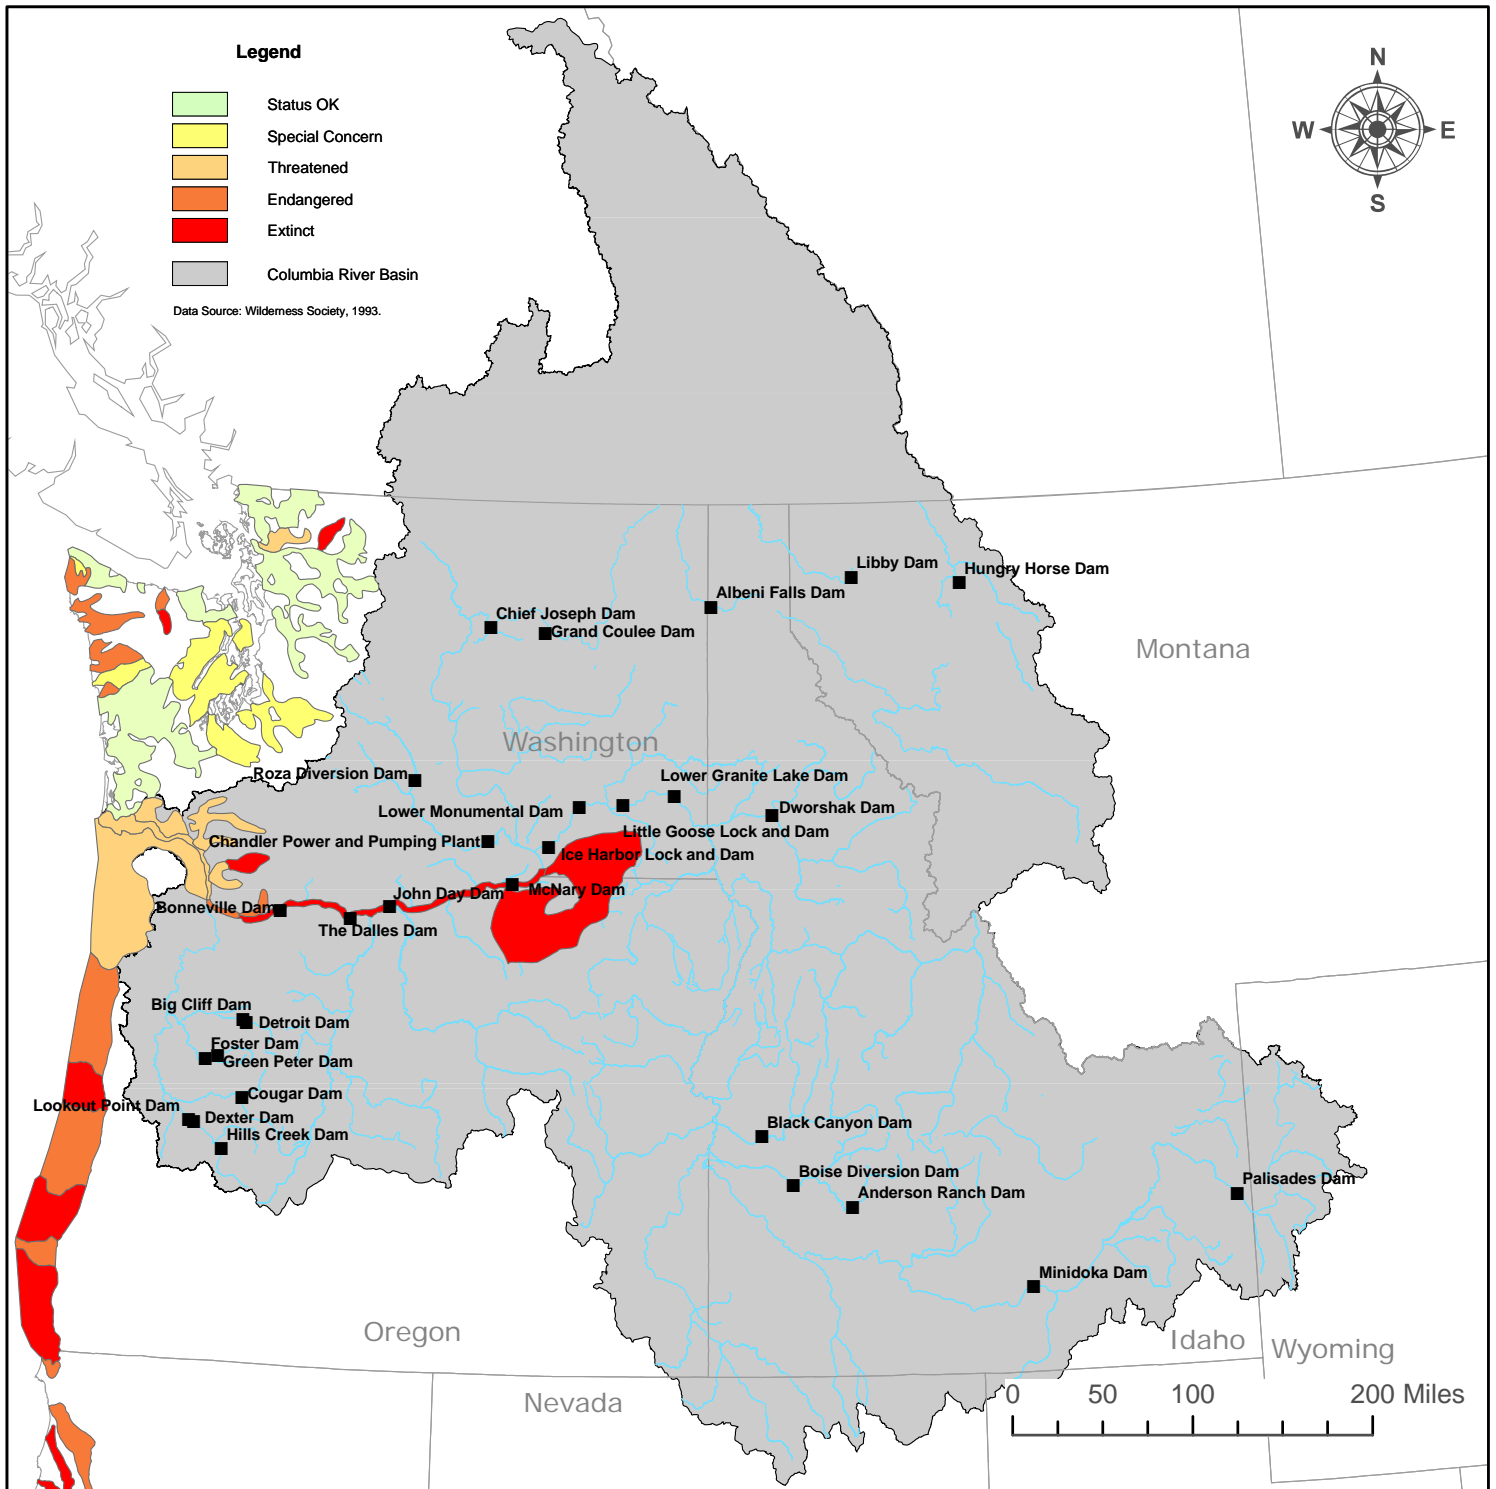 Legend
Status OK
Special Concern
Threatened
Endangered
Extinct
Columbia River Basin
Data Source: Wilderness Society, 1993.
N
W
E
S
Libby Dam
Hungry Horse Dam
Albeni Falls Dam
Chief Joseph Dam
Grand Coulee Dam
Montana
Washington
Roza Diversion Dam
Lower Granite Lake Dam
Lower Monumental Dam
Dworshak Dam
Little Goose Lock and Dam
Chandler Power and Pumping Plant
Ice Harbor Lock and Dam
John Day Dam
McNary Dam
Bonneville Dam
The Dalles Dam
Big Cliff Dam
Detroit Dam
Foster Dam
Green Peter Dam
Cougar Dam
Lookout Point Dam
Dexter Dam
Hills Creek Dam
Black Canyon Dam
Boise Diversion Dam
Anderson Ranch Dam
Palisades Dam
Minidoka Dam
Oregon
Idaho
Wyoming
Nevada
0 50 100 200 Miles